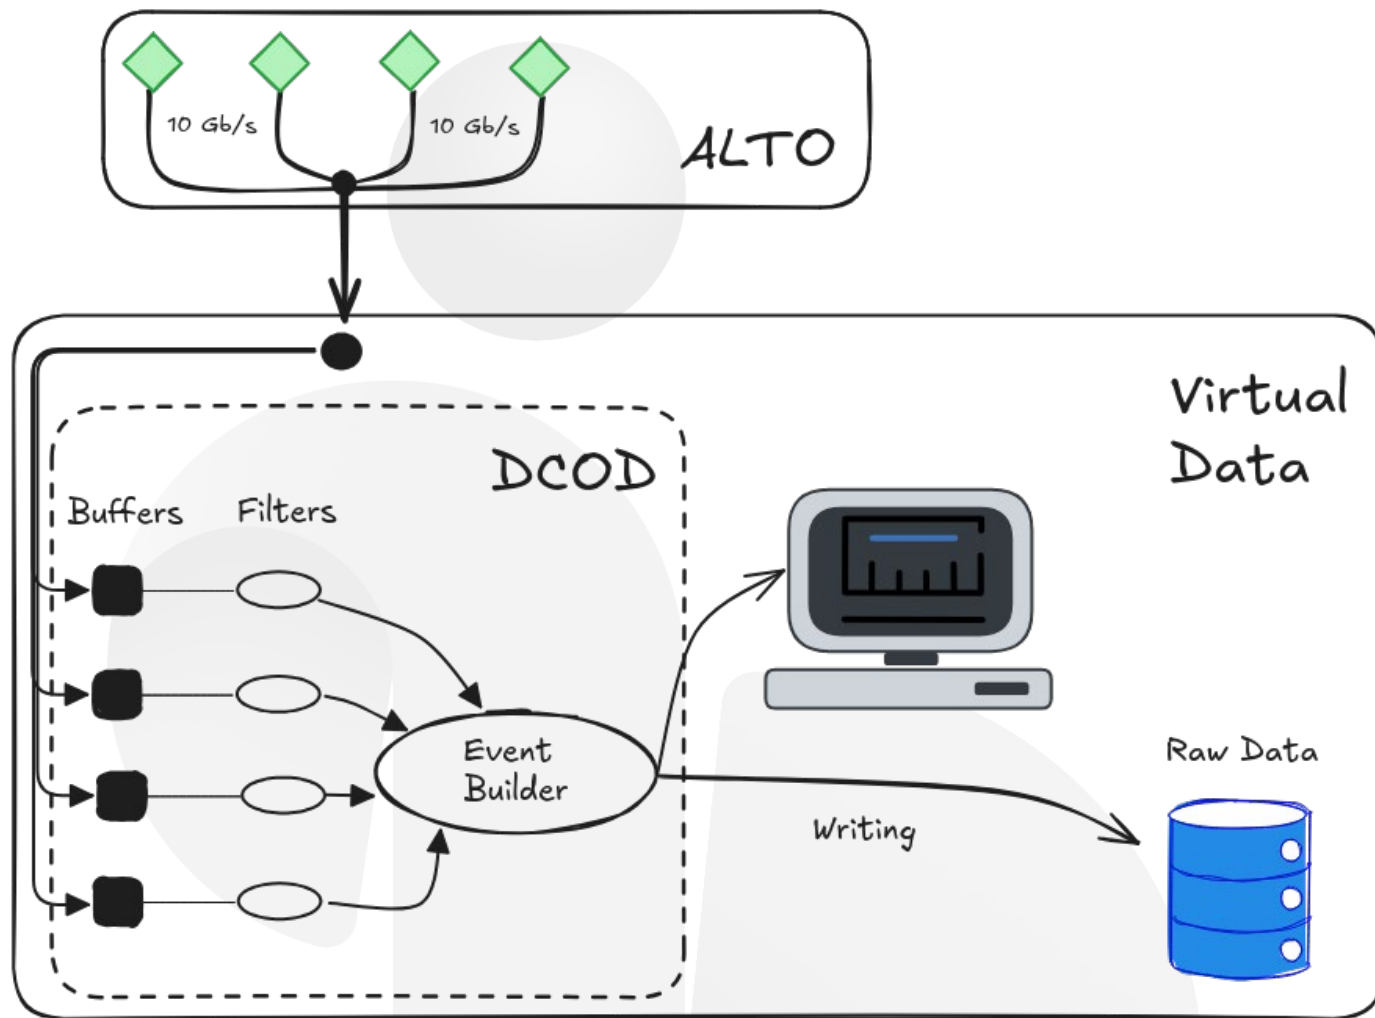 10 Gb/s
10 Gb/s
ALTO
Virtual
Data
DCOD
Buffers
Filters
Event
Builder
Raw Data
Writing